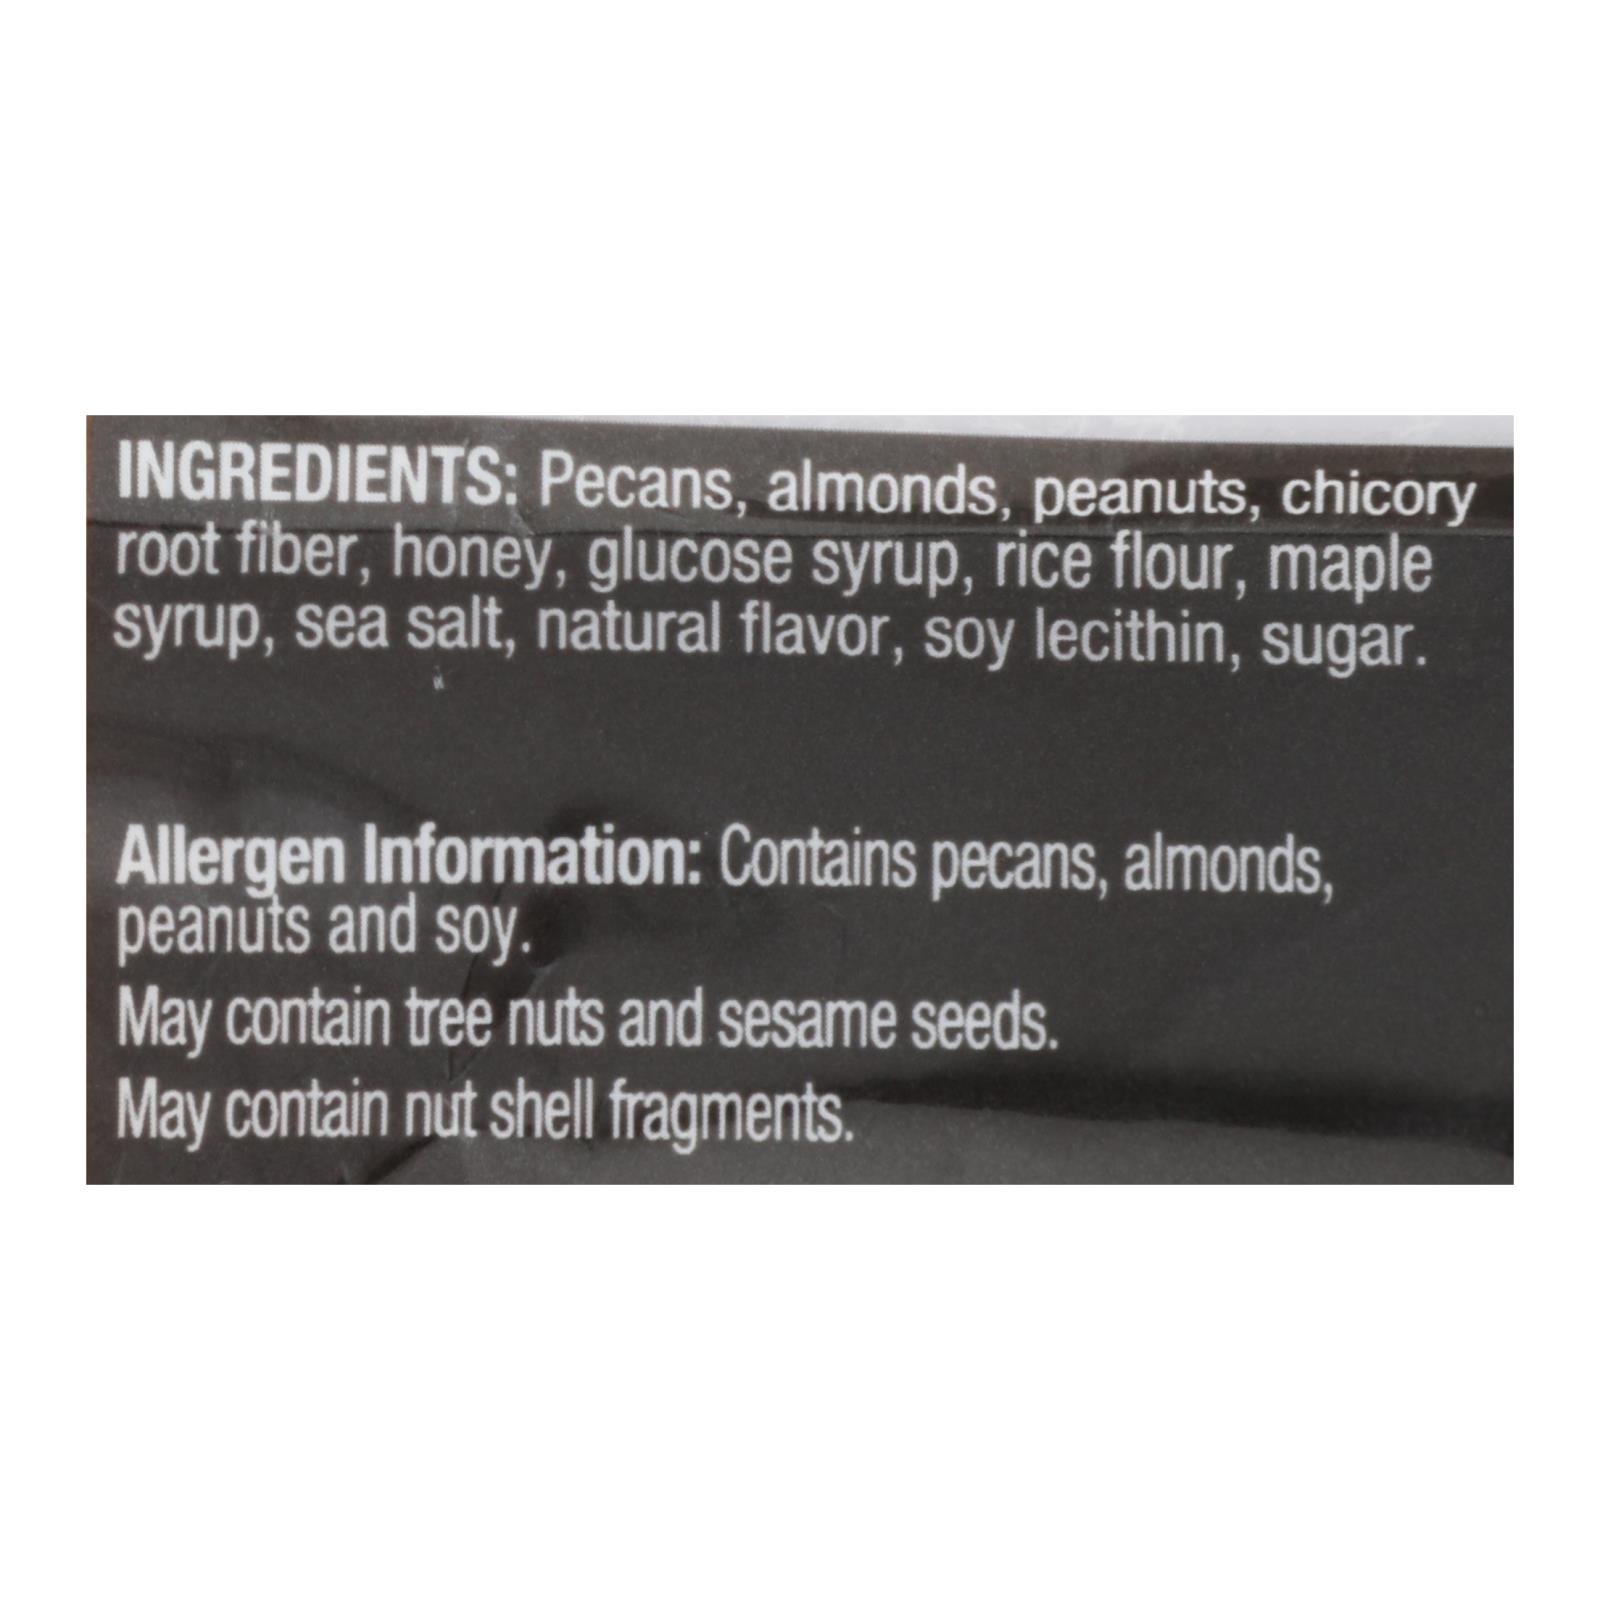 INGREDIENTS: Pecans, almonds, peanuts, chicory
root fiber, honey, glucose syrup, rice flour, maple
syrup, sea salt, natural flavor, soy lecithin, sugar.
Allergen Information: Contains pecans, almonds,
peanuts and soy.
May contain tree nuts and sesame seeds.
May contain nut shell fragments.